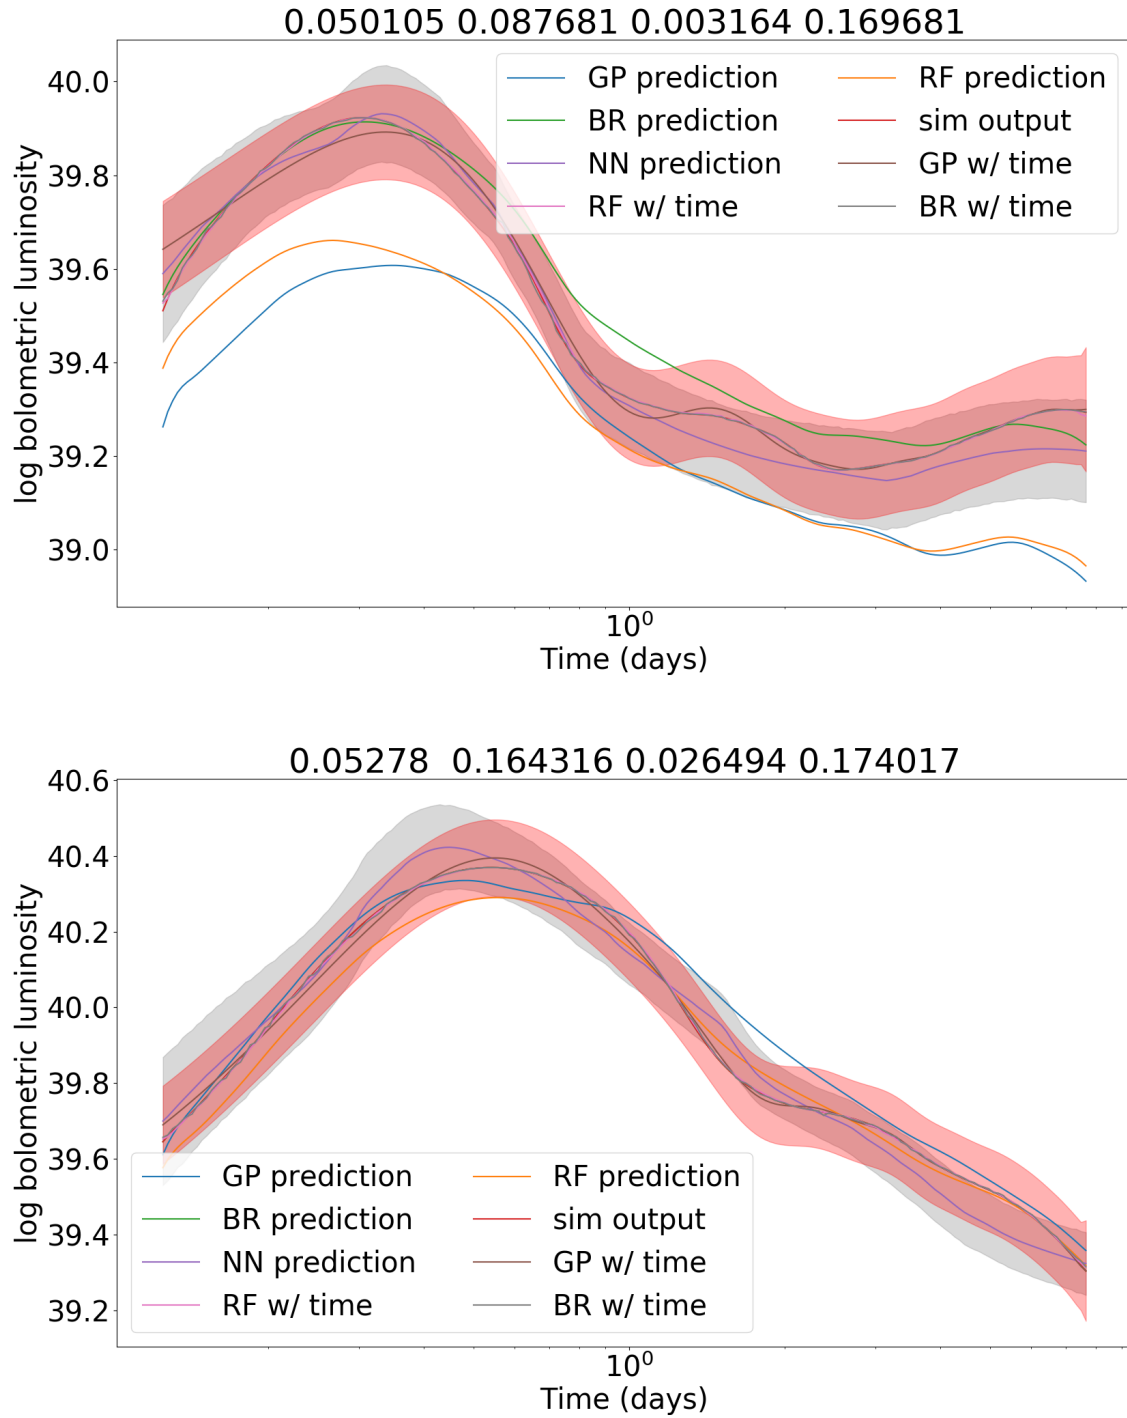 0.050105 0.087681 0.003164 0.169681
log bolometric luminosity
40.0
39.8
39.6
39.4
39.2
39.0
GP prediction
BR prediction
NN prediction
RF w/ time
RF prediction
sim output
GP w/ time
BR w/ time
10^0
Time (days)
0.05278  0.164316 0.026494 0.174017
log bolometric luminosity
40.6
40.4
40.2
40.0
39.8
39.6
39.4
39.2
GP prediction
BR prediction
NN prediction
RF w/ time
RF prediction
sim output
GP w/ time
BR w/ time
10^0
Time (days)